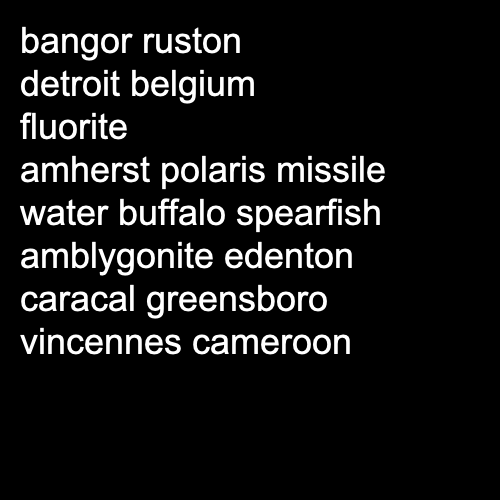 bangor ruston
detroit belgium
fluorite
amherst polaris missile
water buffalo spearfish
amblygonite edenton
caracal greensboro
vincennes cameroon